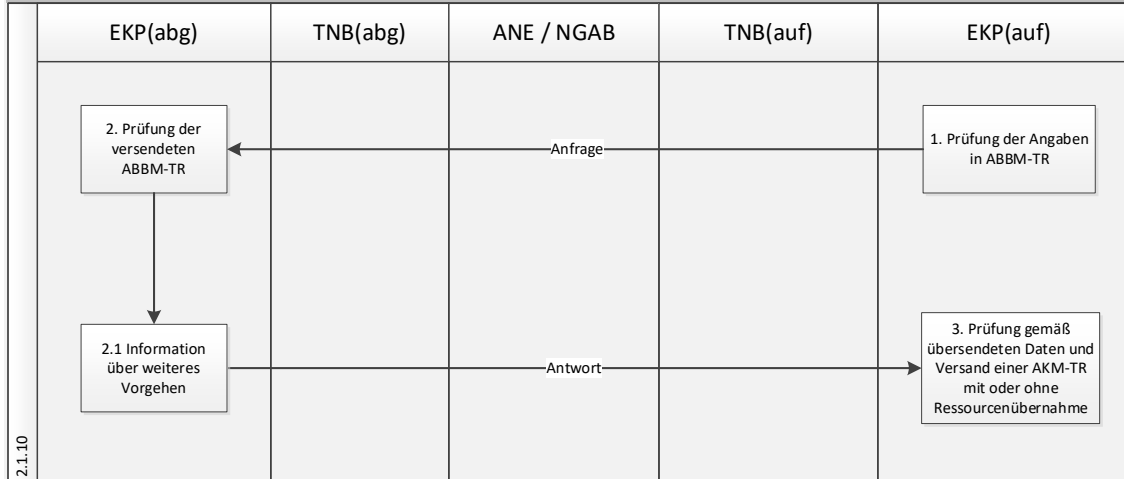 EKP(abg)
TNB(abg)
ANE / NGAB
TNB(auf)
EKP(auf)
2. Prüfung der
versendeten
ABBM-TR
Anfrage
1. Prüfung der Angaben
in ABBM-TR
2.1 Information
über weiteres
Vorgehen
Antwort
3. Prüfung gemäß
übersendeten Daten und
Versand einer AKM-TR
mit oder ohne
Ressourcenübernahme
2.1.10